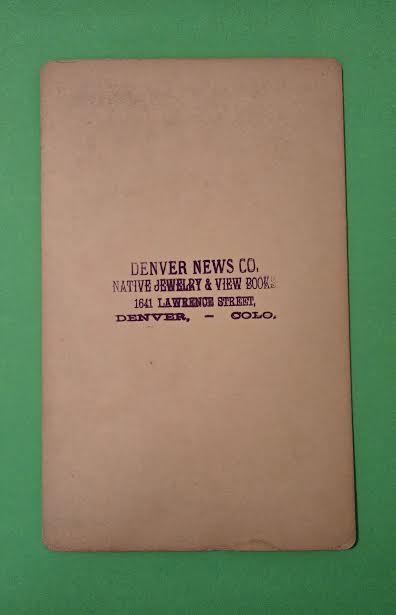 DENVER NEWS CO.
NATIVE JEWELRY & VIEW BOOKS
1641 LAWRENCE STREET,
DENVER, - COLO.